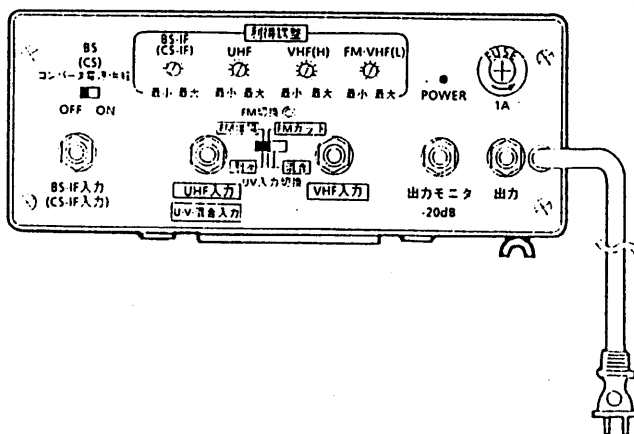 利得調整
BS
(CS)
コンバータ電源
OFF ON
BS-IF
(CS-IF)
UHF
VHF(H)
FM·VHF(L)
最小 最大
最小 最大
最小 最大
最小 最大
POWER
FUSE
1A
FM切換
FMカット
UV入力切換
BS-IF入力
(CS-IF入力)
UHF入力
U·V混合入力
VHF入力
出力モニタ
-20dB
出力